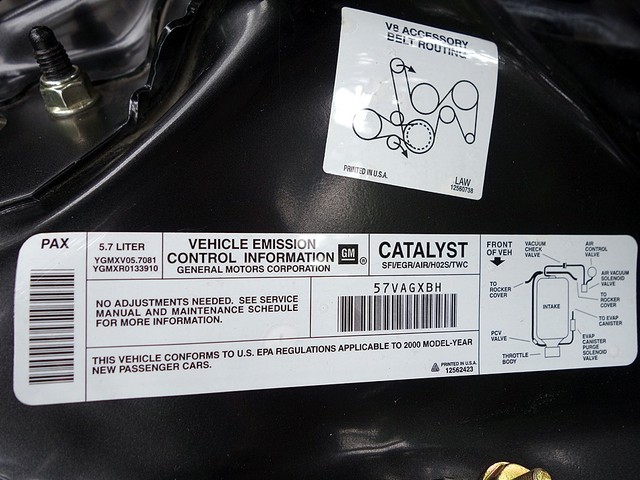 V8 ACCESSORY
BELT ROUTING
PRINTED IN U.S.A.
LAW
12560738
PAX
5.7 LITER
YGMXV05.7081
YGMXR0133910
VEHICLE EMISSION
CONTROL INFORMATION
GENERAL MOTORS CORPORATION
GM
®
CATALYST
SFI/EGR/AIR/HO2S/TWC
NO ADJUSTMENTS NEEDED. SEE SERVICE
MANUAL AND MAINTENANCE SCHEDULE
FOR MORE INFORMATION.
57VAGXBH
THIS VEHICLE CONFORMS TO U.S. EPA REGULATIONS APPLICABLE TO 2000 MODEL-YEAR
NEW PASSENGER CARS.
PRINTED IN U.S.A.
12562423
FRONT
OF VEH
VACUUM
CHECK
VALVE
AIR
CONTROL
VALVE
AIR VACUUM
SOLENOID
VALVE
TO
ROCKER
COVER
TO
ROCKER
COVER
INTAKE
TO EVAP
CANISTER
PCV
VALVE
EVAP
CANISTER
PURGE
SOLENOID
VALVE
THROTTLE
BODY